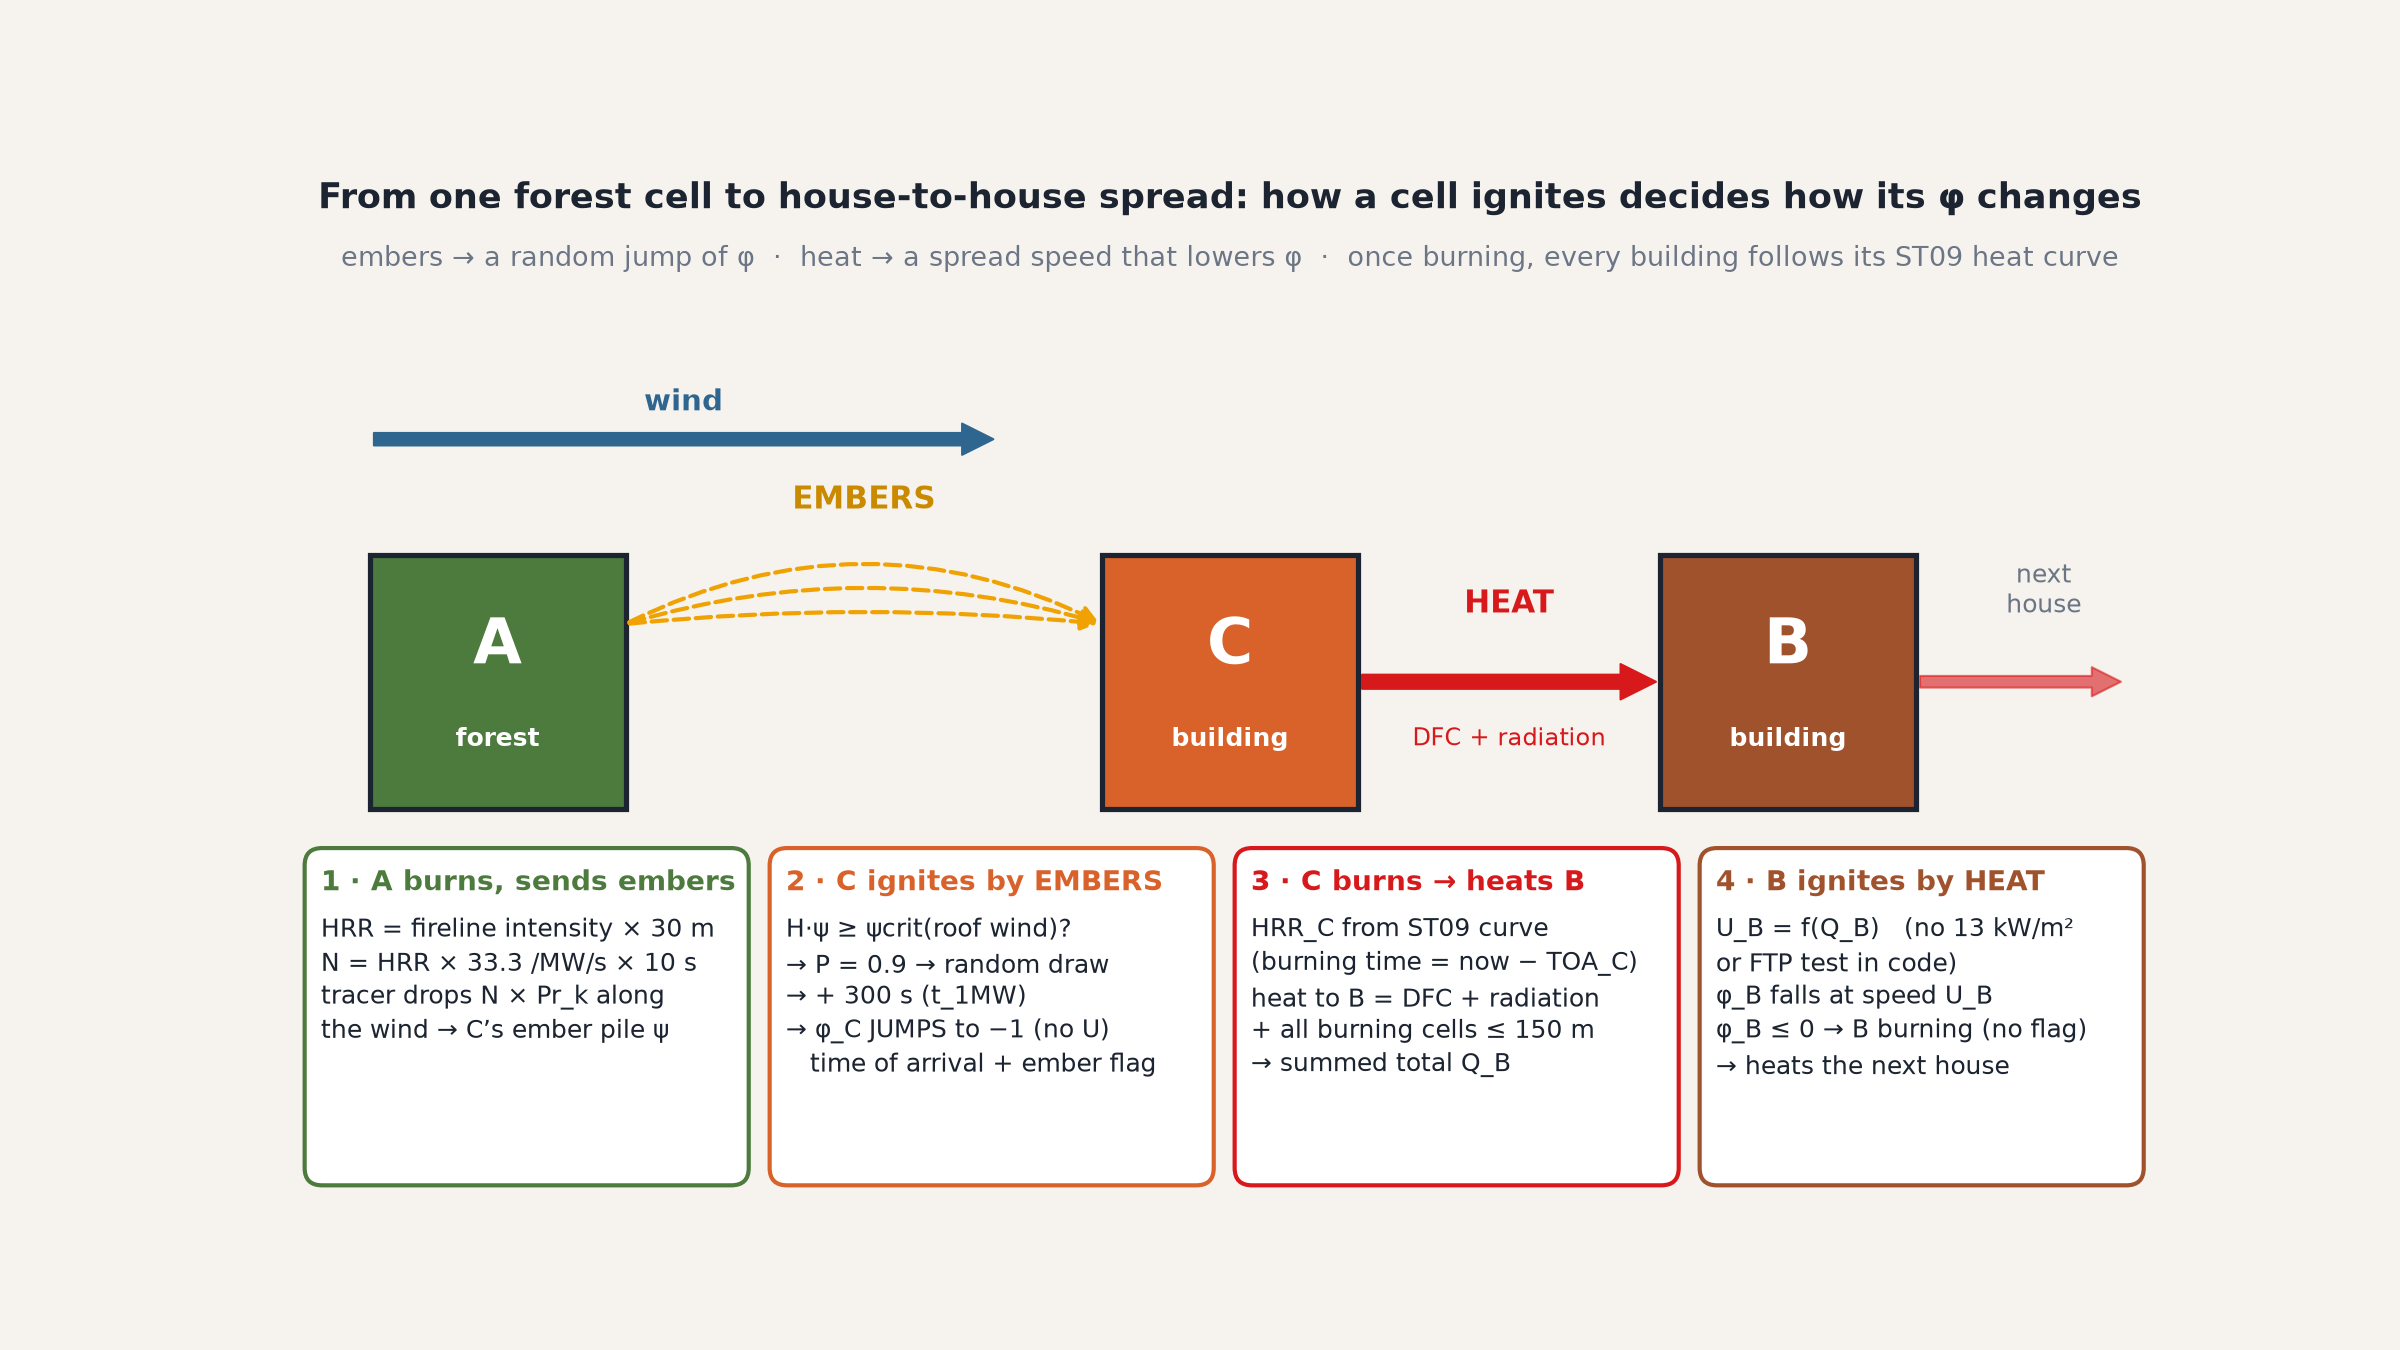 From one forest cell to house-to-house spread: how a cell ignites decides how its φ changes
embers → a random jump of φ · heat → a spread speed that lowers φ · once burning, every building follows its ST09 heat curve
wind
EMBERS
A
forest
C
building
HEAT
DFC + radiation
B
building
next
house
1 · A burns, sends embers
HRR = fireline intensity × 30 m
N = HRR × 33.3 /MW/s × 10 s
tracer drops N × Pr_k along
the wind → C’s ember pile ψ
2 · C ignites by EMBERS
H·ψ ≥ ψcrit(roof wind)?
→ P = 0.9 → random draw
→ + 300 s (t_1MW)
→ φ_C JUMPS to −1 (no U)
time of arrival + ember flag
3 · C burns → heats B
HRR_C from ST09 curve
(burning time = now − TOA_C)
heat to B = DFC + radiation
+ all burning cells ≤ 150 m
→ summed total Q_B
4 · B ignites by HEAT
U_B = f(Q_B) (no 13 kW/m²
or FTP test in code)
φ_B falls at speed U_B
φ_B ≤ 0 → B burning (no flag)
→ heats the next house